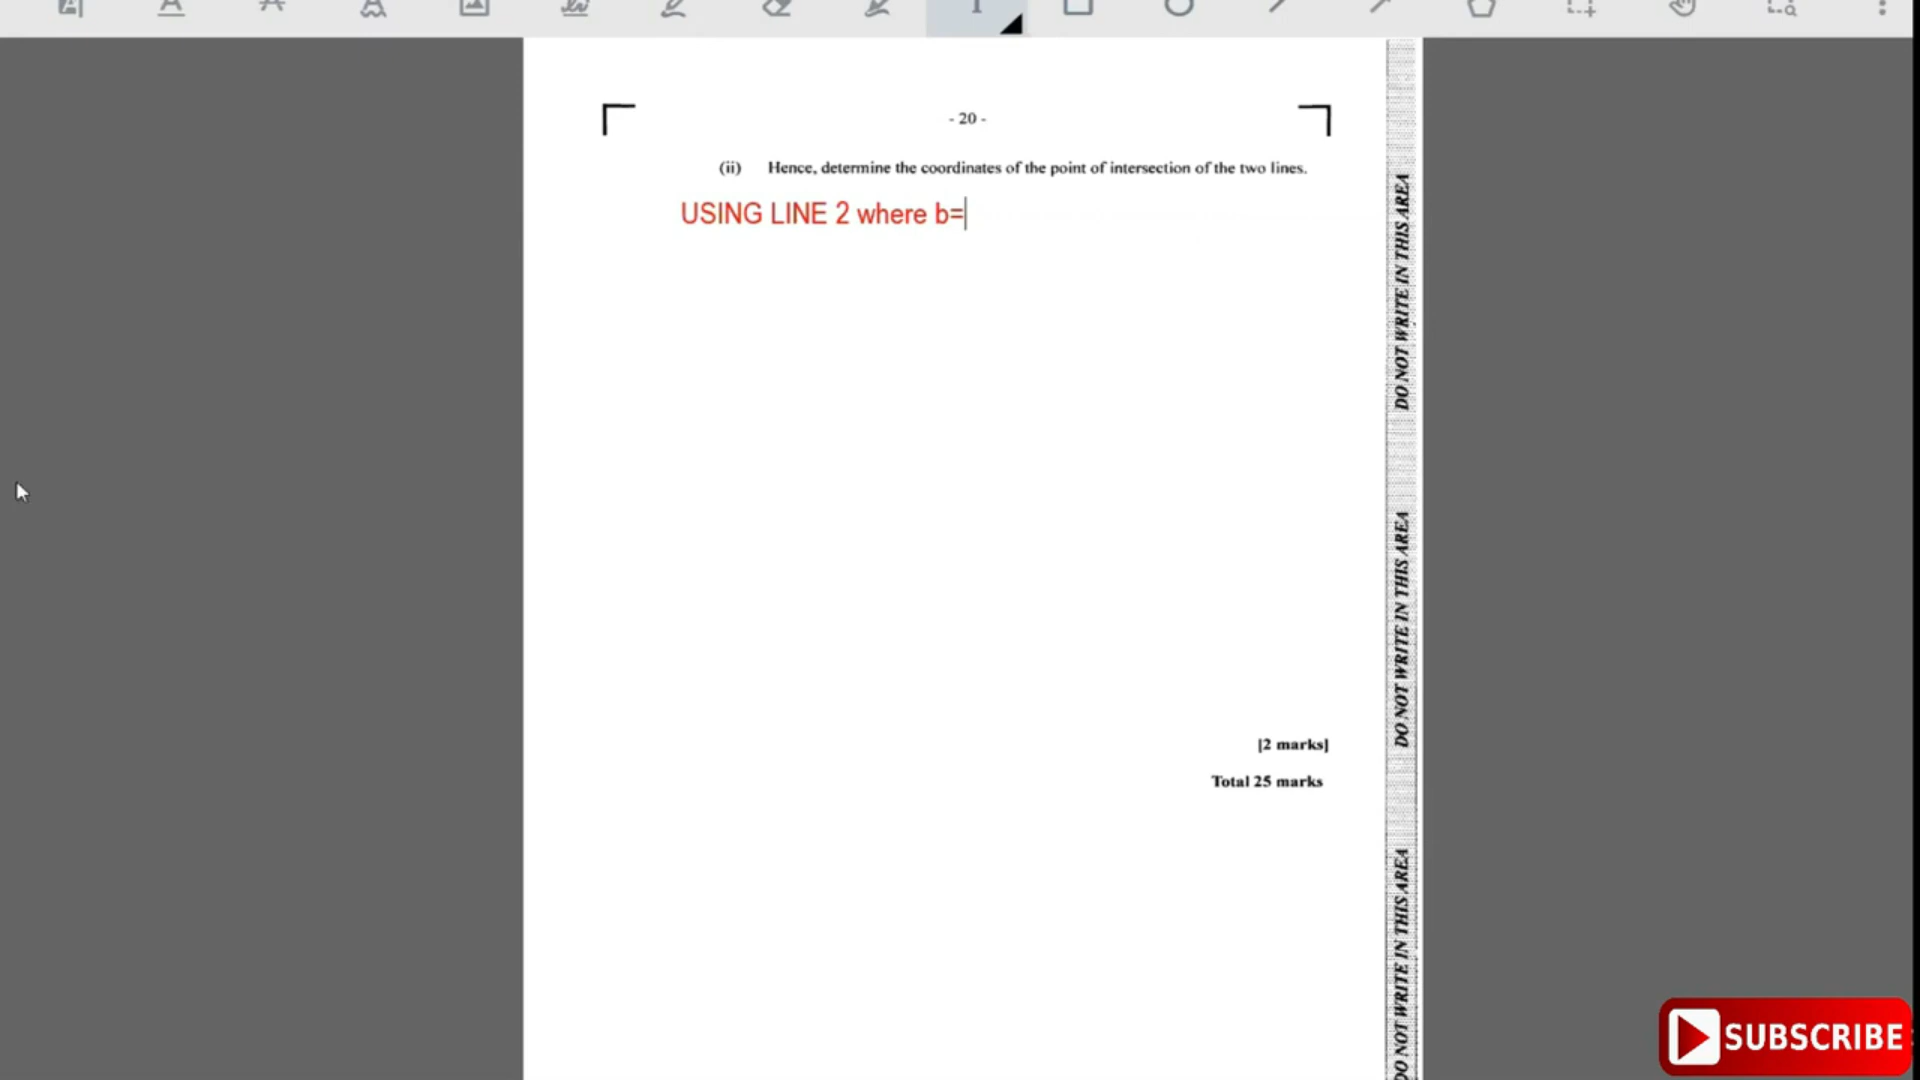 - 20 -
(ii) Hence, determine the coordinates of the point of intersection of the two lines.
USING LINE 2 where b=
[2 marks]
Total 25 marks
DO NOT WRITE IN THIS AREA
DO NOT WRITE IN THIS AREA
DO NOT WRITE IN THIS AREA
SUBSCRIBE